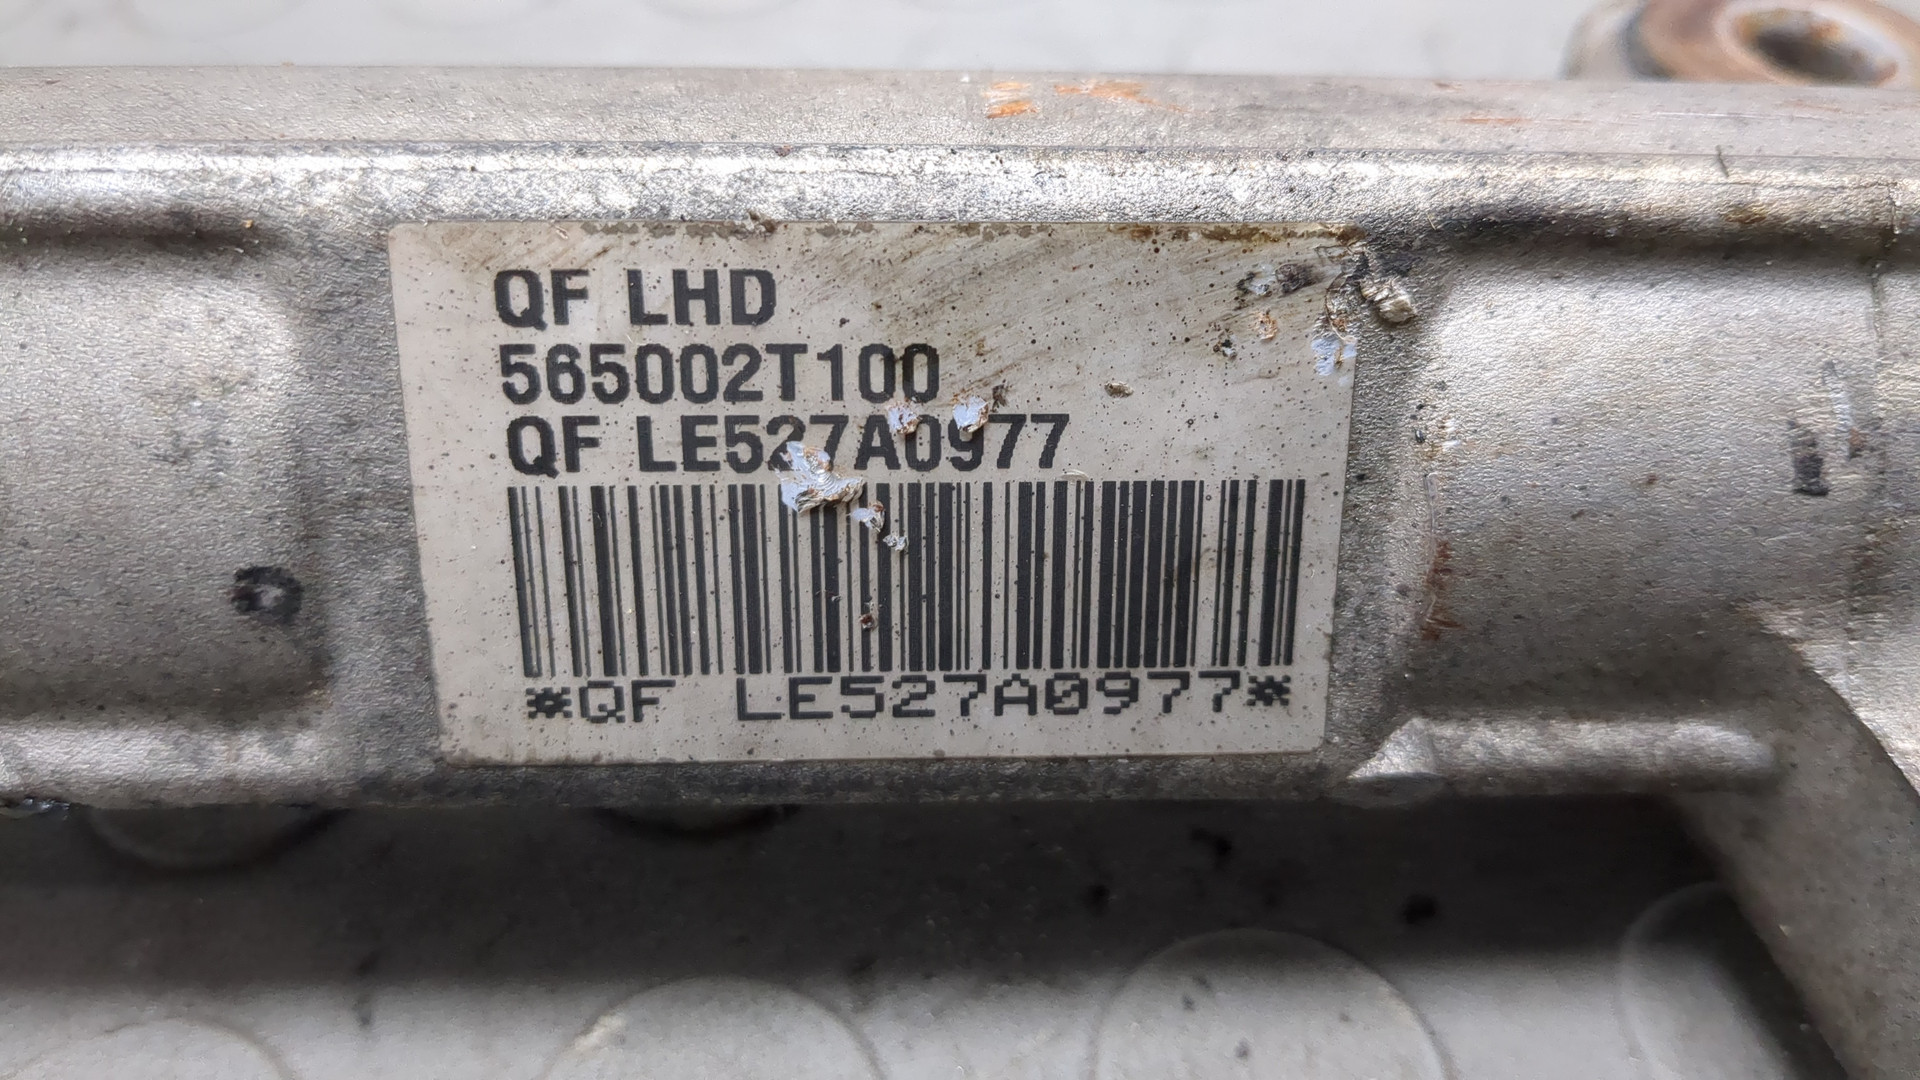 QF LHD
565002T100
QF LE527A0977
*QF LE527A0977*